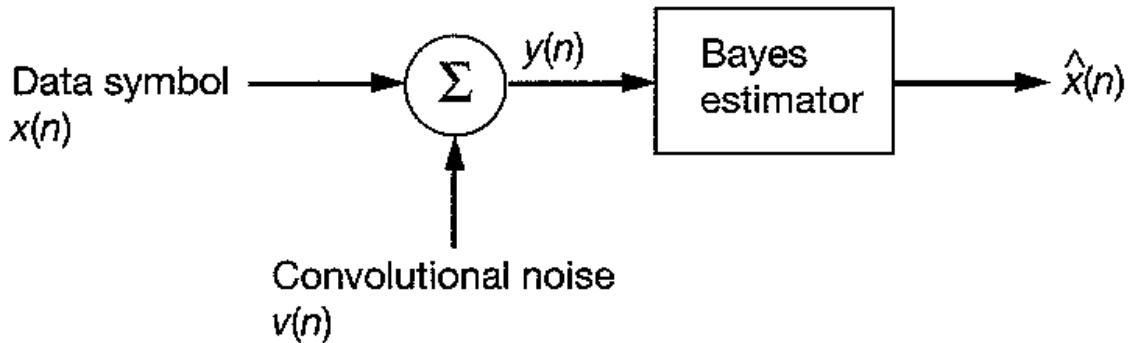 Data symbol
x(n)
Σ
y(n)
Bayes
estimator
x̂(n)
Convolutional noise
v(n)